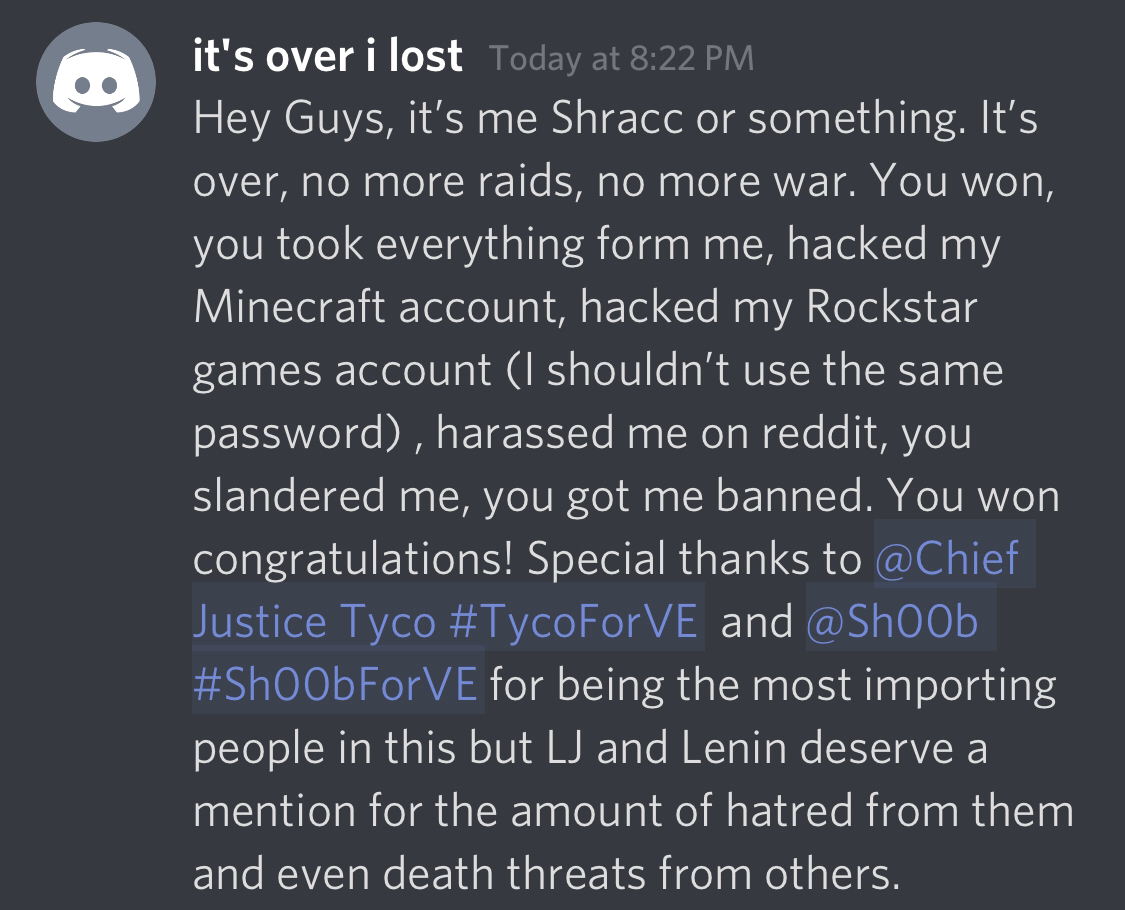 it's over i lost Today at 8:22 PM
Hey Guys, it’s me Shracc or something. It’s
over, no more raids, no more war. You won,
you took everything form me, hacked my
Minecraft account, hacked my Rockstar
games account (I shouldn’t use the same
password) , harassed me on reddit, you
slandered me, you got me banned. You won
congratulations! Special thanks to @Chief
Justice Tyco #TycoForVE and @Sh00b
#Sh00bForVE for being the most importing
people in this but LJ and Lenin deserve a
mention for the amount of hatred from them
and even death threats from others.